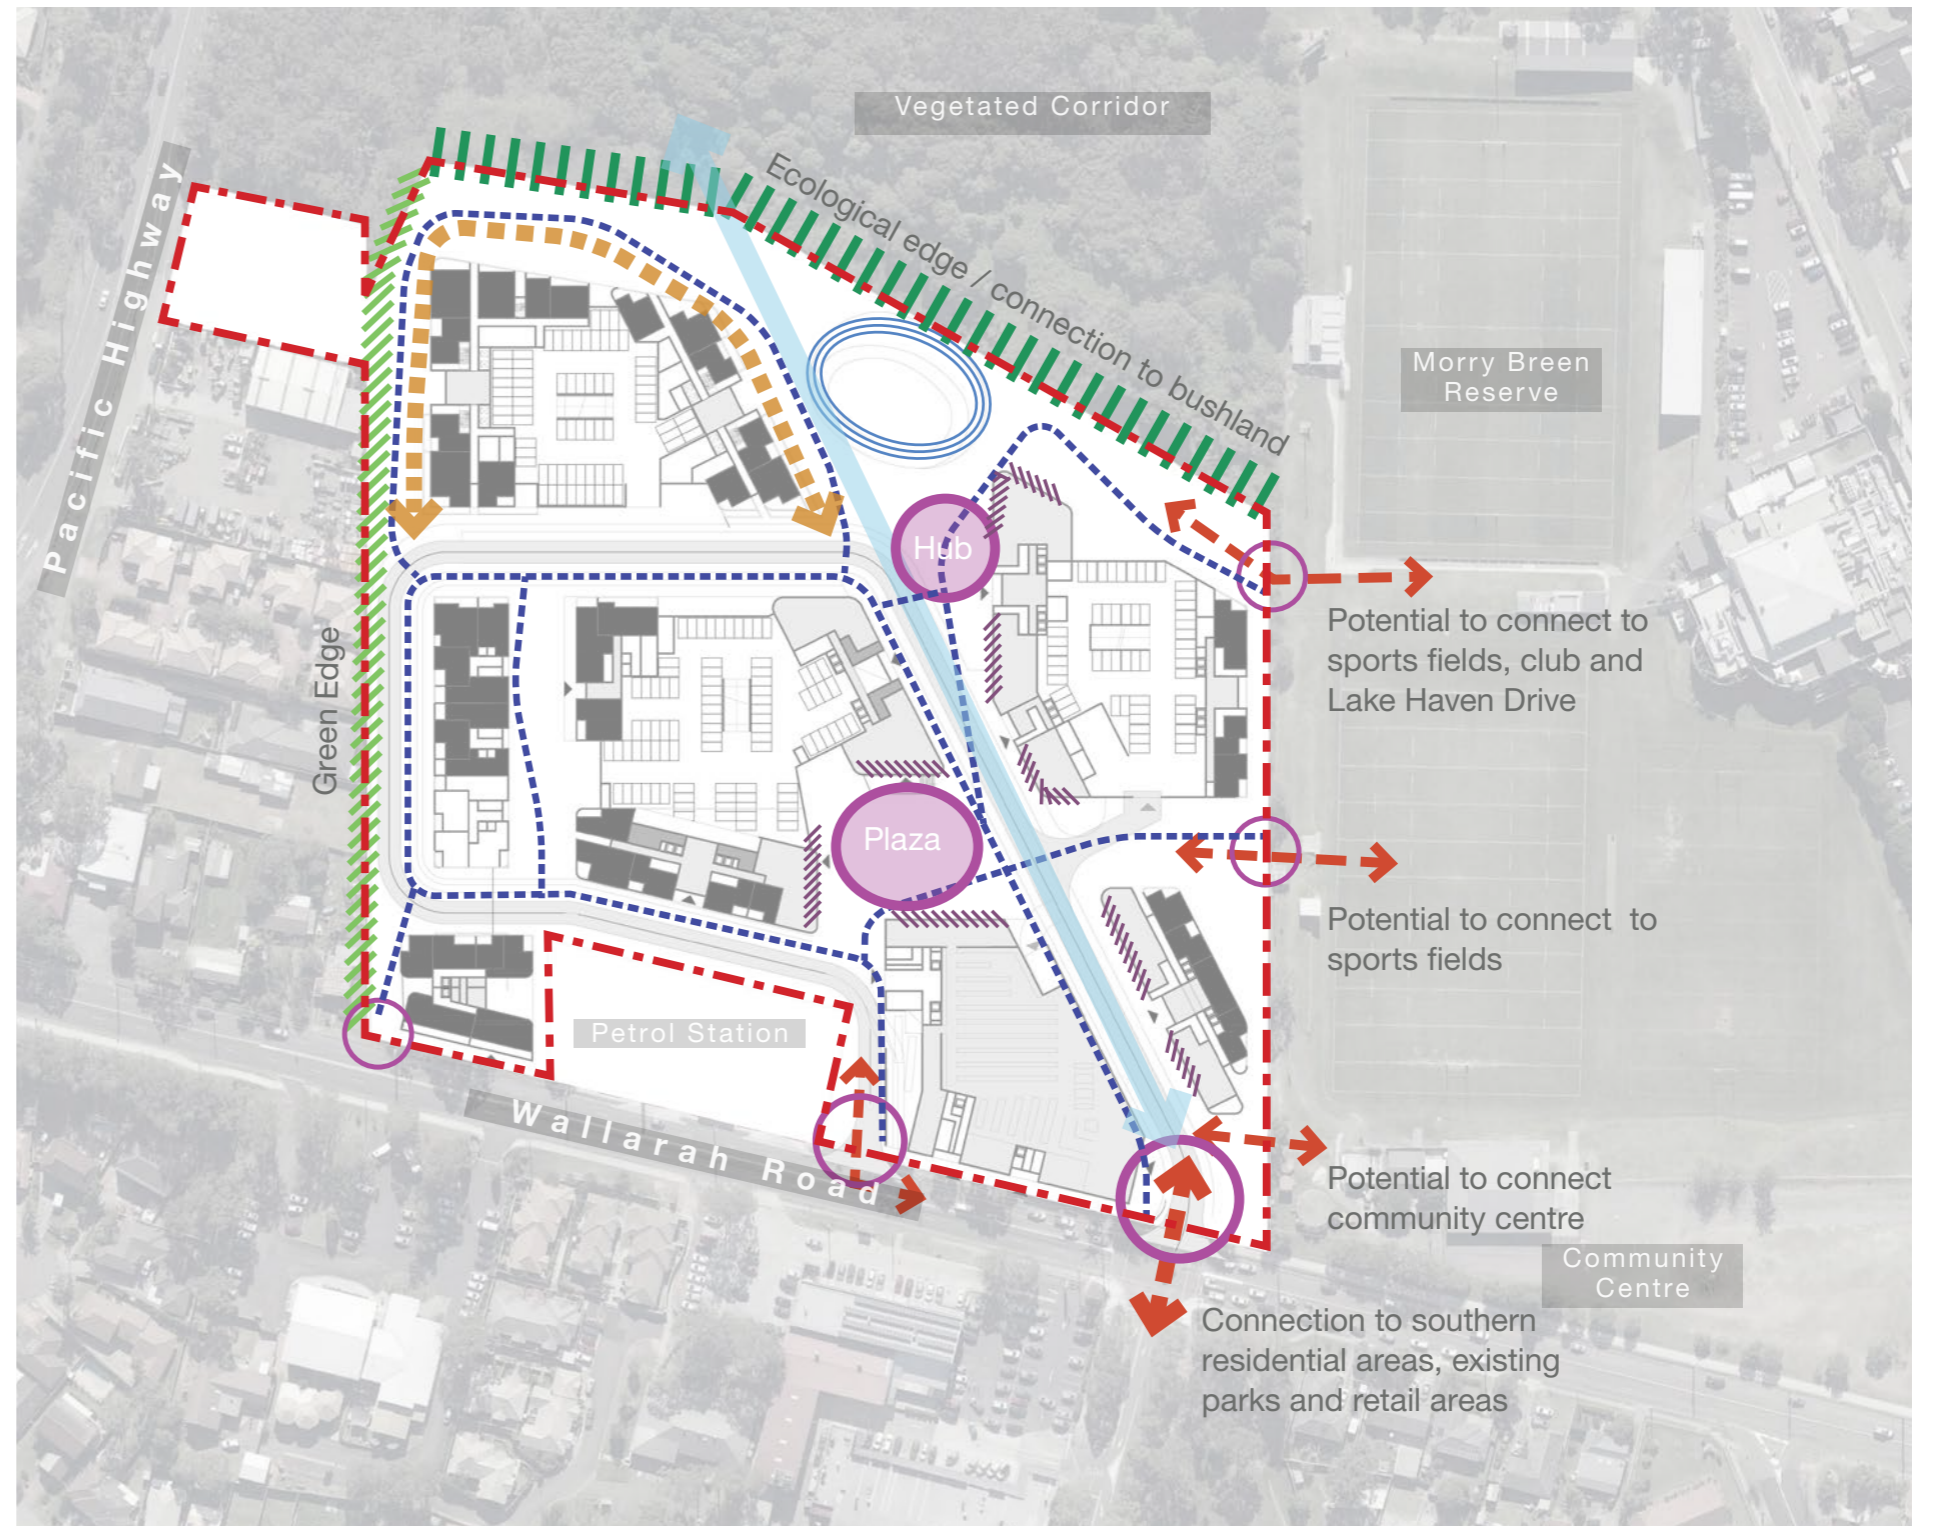 Vegetated Corridor
Ecological edge / connection to bushland
Pacific Highway
Morry Breen
Reserve
Hub
Potential to connect to
sports fields, club and
Lake Haven Drive
Green Edge
Plaza
Potential to connect to
sports fields
Petrol Station
Wallarah Road
Potential to connect
community centre
Community
Centre
Connection to southern
residential areas, existing
parks and retail areas